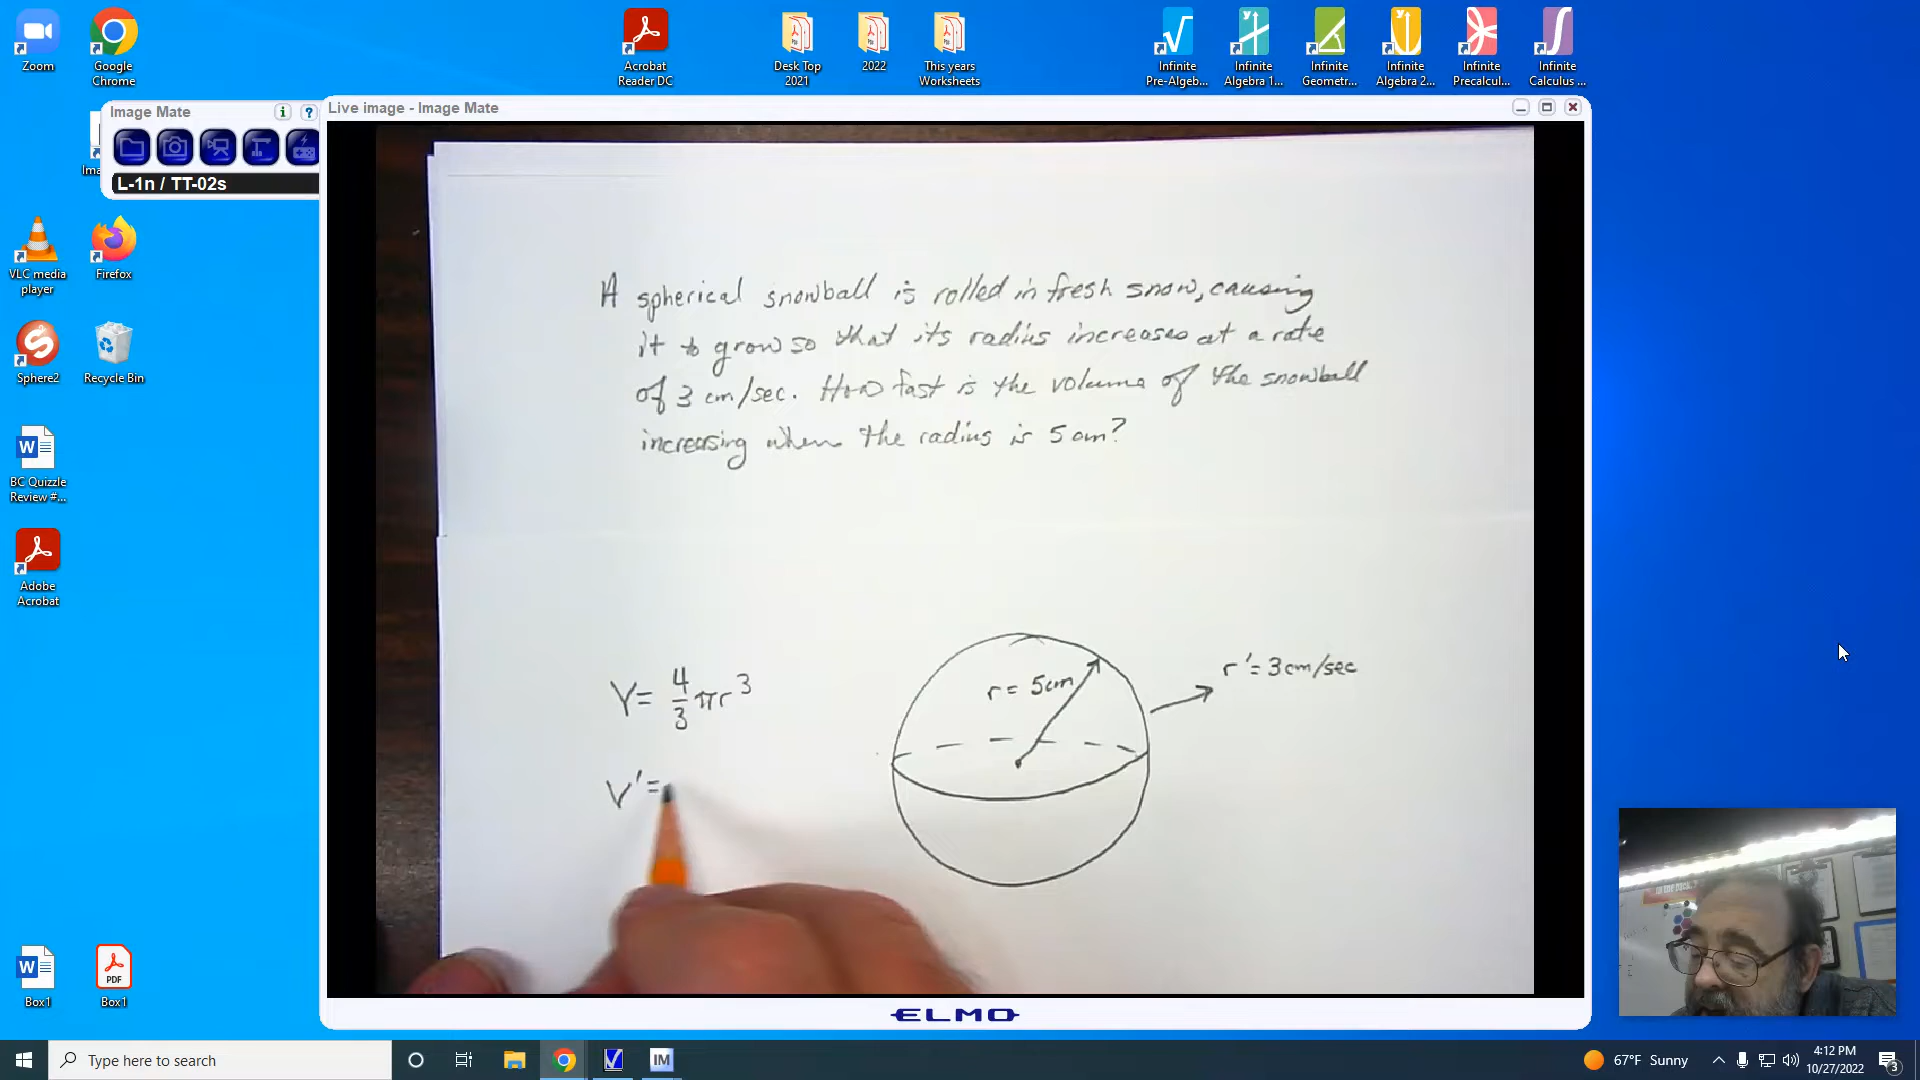 Zoom
Google
Chrome
Acrobat
Reader DC
Desk Top
2021
2022
This years
Worksheets
Infinite
Pre-Algeb...
Infinite
Algebra 1...
Infinite
Geometr...
Infinite
Algebra 2...
Infinite
Precalcul...
Infinite
Calculus ...
Image Mate
L-1n / TT-02s
Live image - Image Mate
VLC media
player
Firefox
Sphere2
Recycle Bin
BC Quizzle
Review #...
Adobe
Acrobat
Box1
PDF
Box1
A spherical snowball is rolled in fresh snow, causing
it to grow so that its radius increases at a rate
of 3 cm/sec. How fast is the volume of the snowball
increasing when the radius is 5 cm?
V = 4/3 πr³
V' =
r = 5cm
r' = 3cm/sec
ELMO
Type here to search
IM
67°F Sunny
4:12 PM
10/27/2022
3